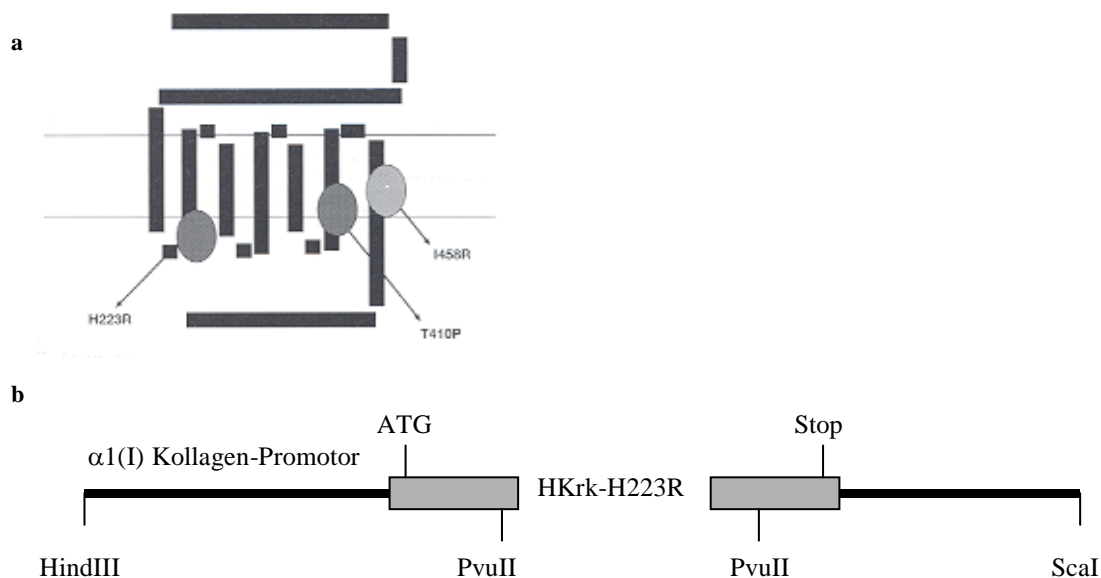 a
I458R
H223R
T410P
b
ATG
Stop
α1(I) Kollagen-Promotor
HKrk-H223R
HindIII
PvuII
PvuII
ScaI